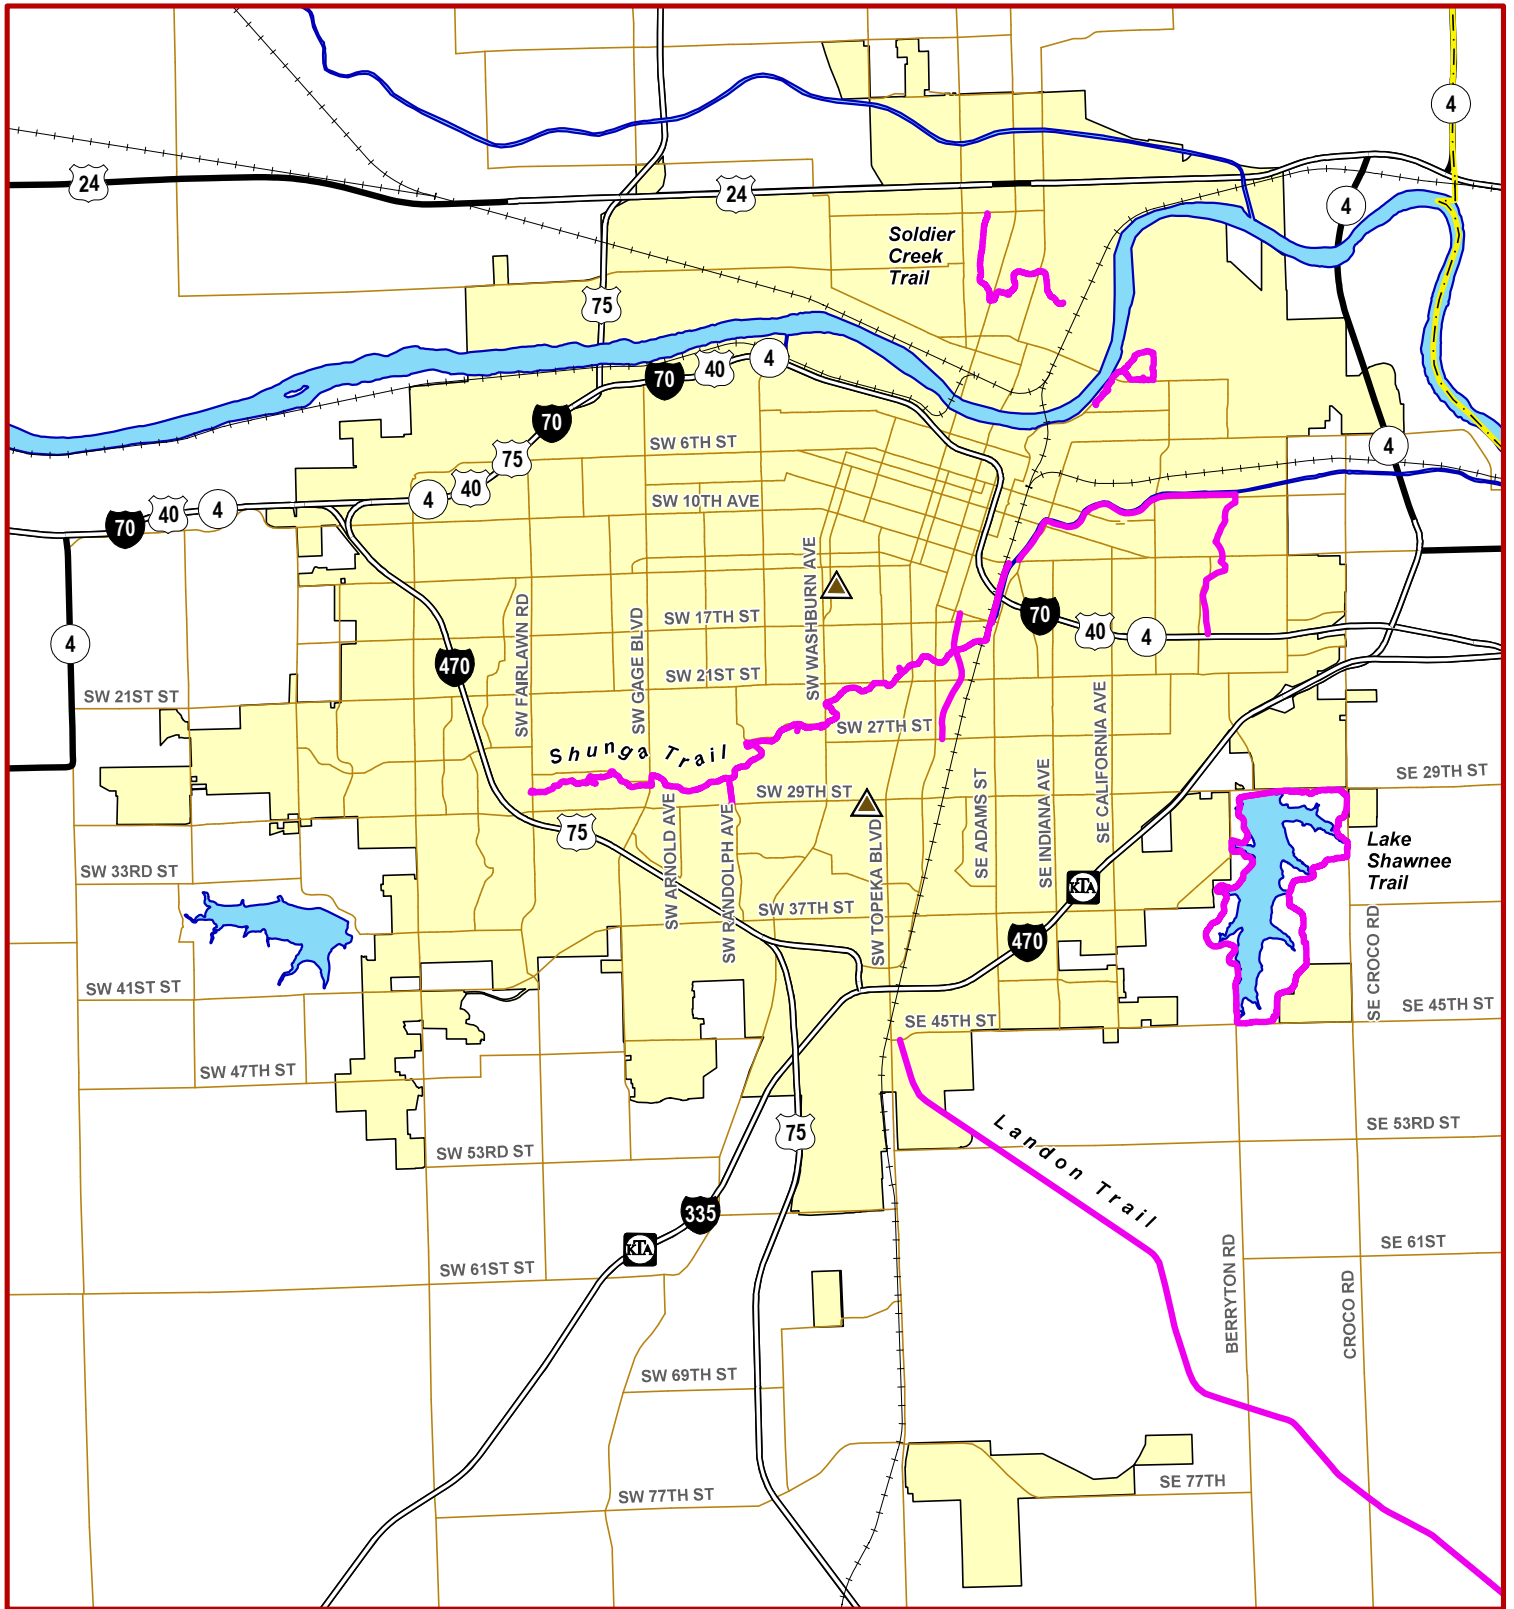 4
24
24
4
Soldier
Creek
Trail
75
4
40
70
70
4
SW 6TH ST
75
40
4
SW 10TH AVE
4
40
70
SW WASHBURN AVE
SW FAIRLAWN RD
SW GAGE BLVD
SW 17TH ST
70
40
4
4
470
SW 21ST ST
SW 21ST ST
SE CALIFORNIA AVE
SW 27TH ST
Shunga Trail
SE 29TH ST
SW 29TH ST
SE ADAMS ST
SE INDIANA AVE
75
SW ARNOLD AVE
SW RANDOLPH AVE
SW TOPEKA BLVD
Lake
Shawnee
Trail
SW 33RD ST
KTA
SW 37TH ST
SE CROCO RD
470
SW 41ST ST
SE 45TH ST
SE 45TH ST
SW 47TH ST
Landon Trail
SE 53RD ST
75
SW 53RD ST
335
KTA
SE 61ST
SW 61ST ST
BERRYTON RD
CROCO RD
SW 69TH ST
SE 77TH
SW 77TH ST